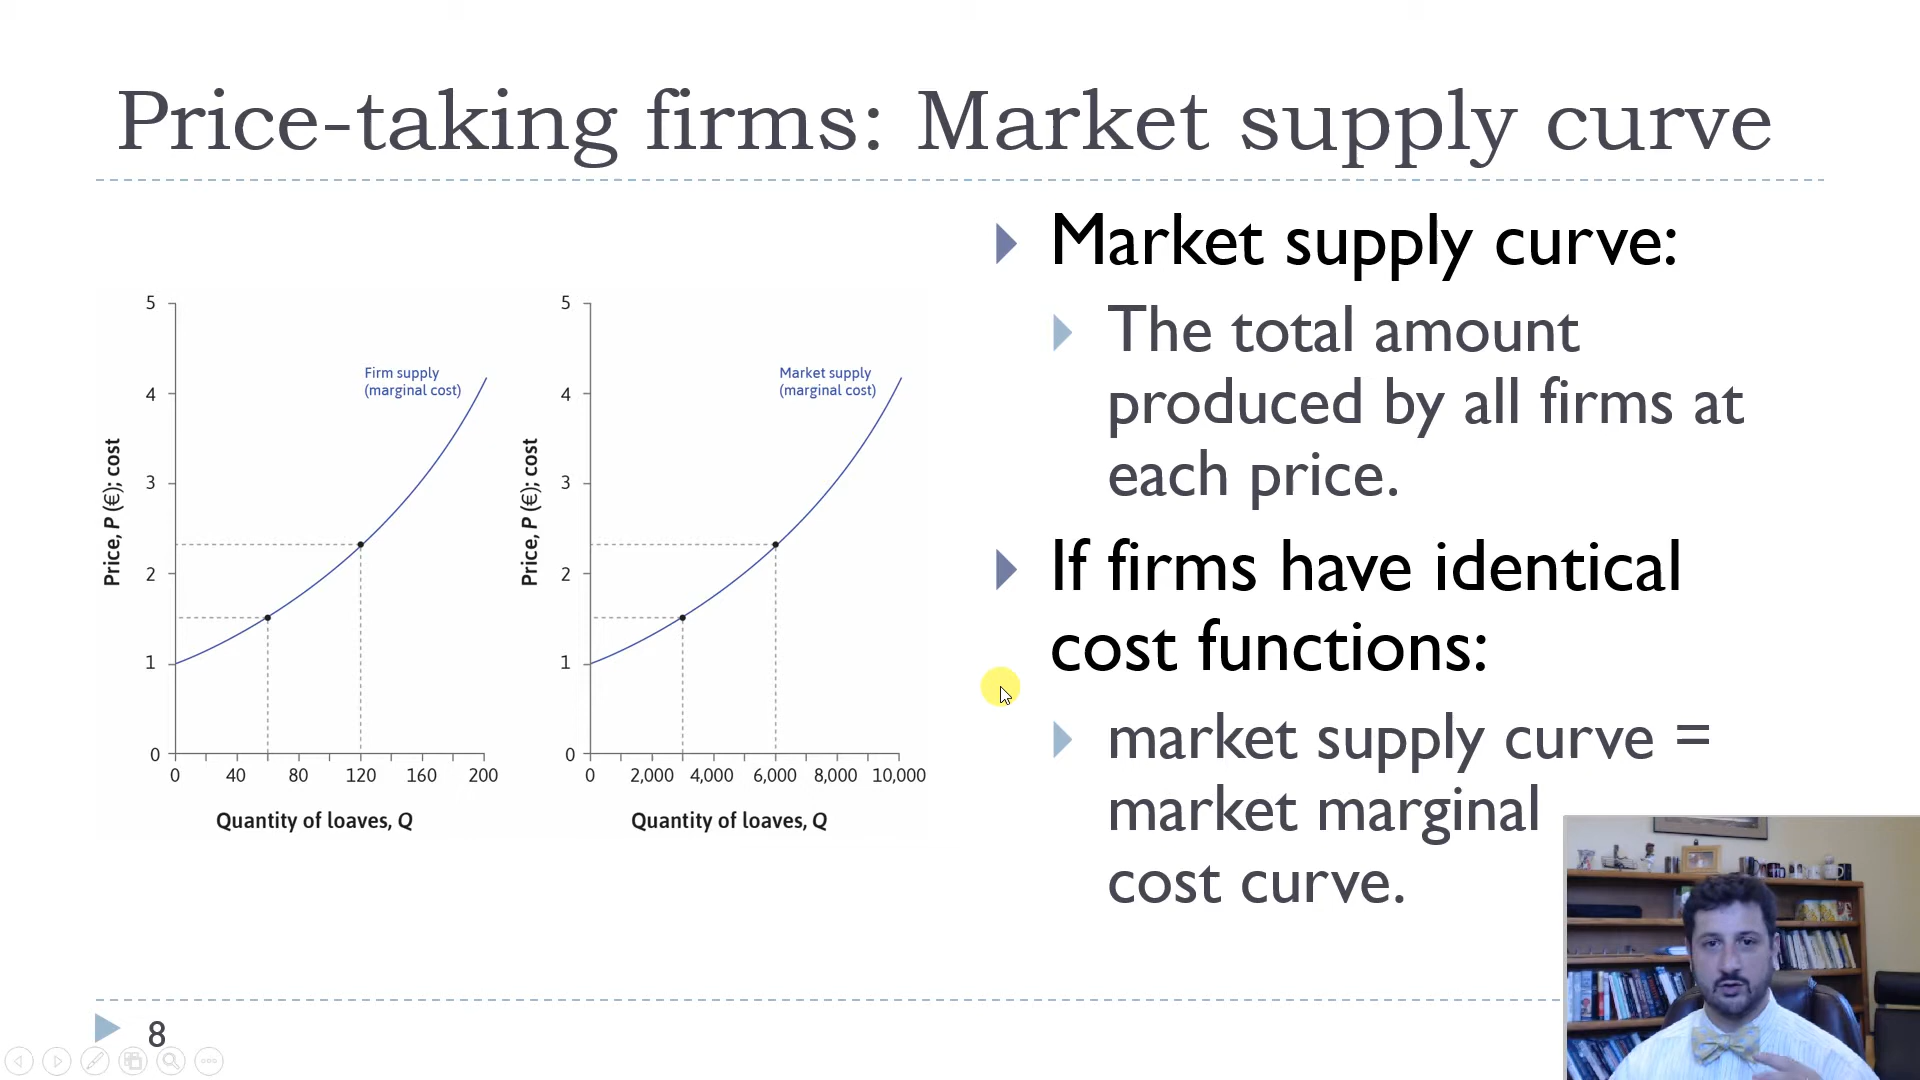 Price-taking firms: Market supply curve
5
4
3
2
1
0
Price, P (€); cost
Firm supply
(marginal cost)
0 40 80 120 160 200
Quantity of loaves, Q
5
4
3
2
1
0
Price, P (€); cost
Market supply
(marginal cost)
0 2,000 4,000 6,000 8,000 10,000
Quantity of loaves, Q
Market supply curve:
The total amount
produced by all firms at
each price.
If firms have identical
cost functions:
market supply curve =
market marginal
cost curve.
8